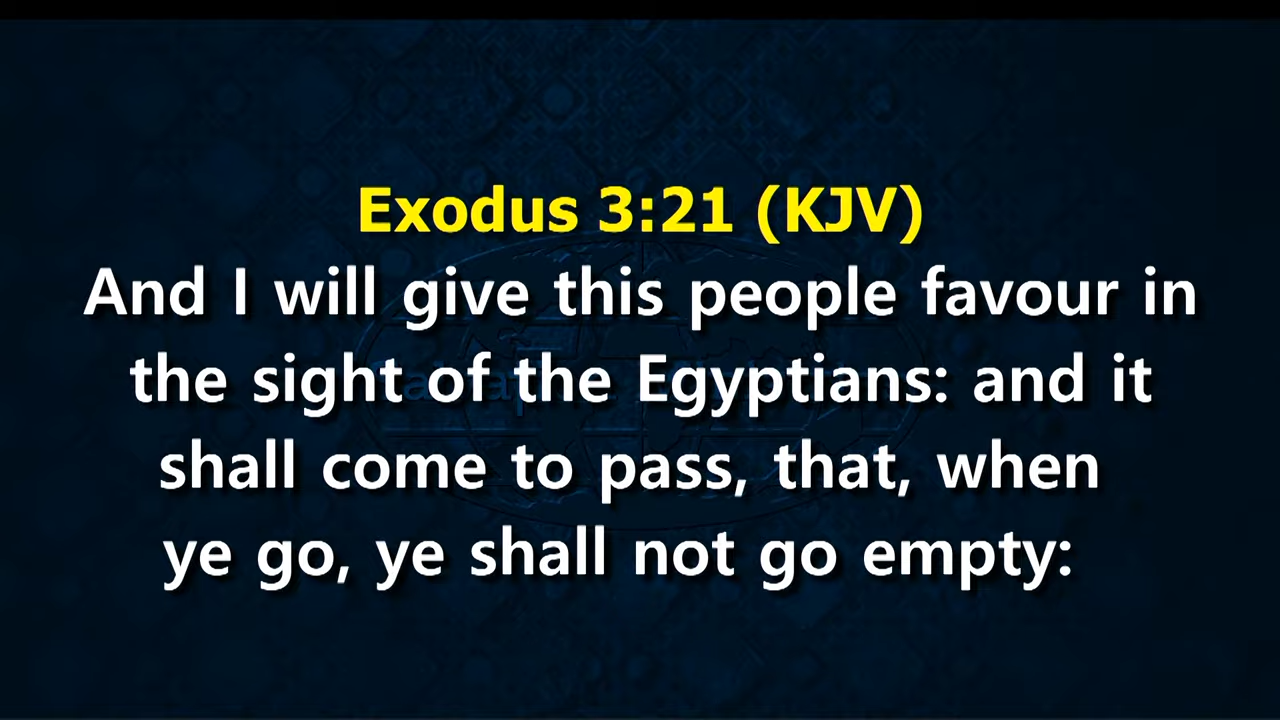 Exodus 3:21 (KJV)
And I will give this people favour in
the sight of the Egyptians: and it
shall come to pass, that, when
ye go, ye shall not go empty: